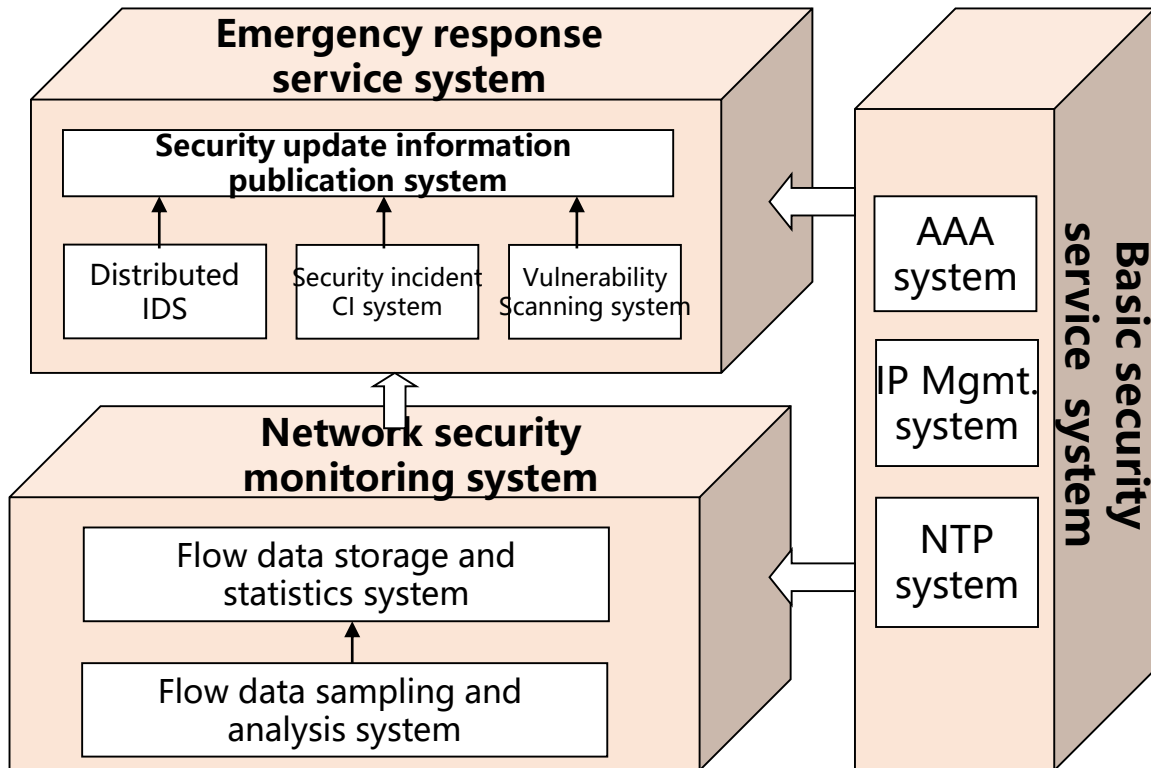 Emergency response
service system
Security update information
publication system
Distributed
IDS
Security incident
CI system
Vulnerability
Scanning system
Network security
monitoring system
Flow data storage and
statistics system
Flow data sampling and
analysis system
AAA
system
IP Mgmt.
system
NTP
system
Basic security
service system